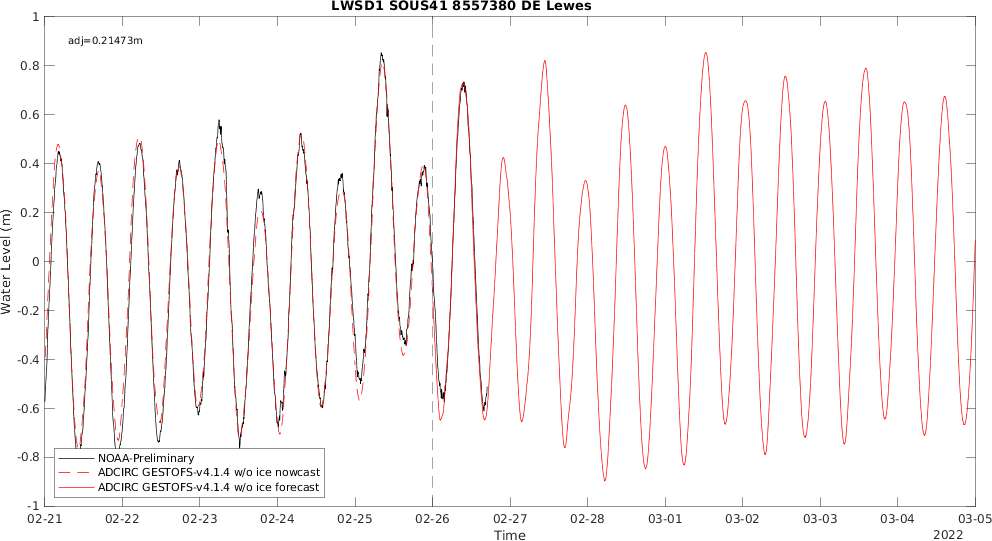 LWSD1 SOUS41 8557380 DE Lewes
adj=0.21473m
1
0.8
0.6
0.4
0.2
0
-0.2
-0.4
-0.6
-0.8
-1
Water Level (m)
NOAA-Preliminary
ADCIRC GESTOFS-v4.1.4 w/o ice nowcast
ADCIRC GESTOFS-v4.1.4 w/o ice forecast
02-21 02-22 02-23 02-24 02-25 02-26 02-27 02-28 03-01 03-02 03-03 03-04 03-05
Time
2022